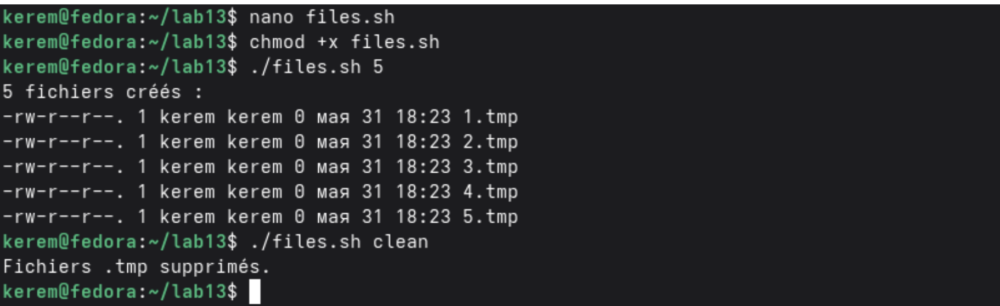 kerem@fedora:~/lab13$ nano files.sh
kerem@fedora:~/lab13$ chmod +x files.sh
kerem@fedora:~/lab13$ ./files.sh 5
5 fichiers créés :
-rw-r--r--. 1 kerem kerem 0 мая 31 18:23 1.tmp
-rw-r--r--. 1 kerem kerem 0 мая 31 18:23 2.tmp
-rw-r--r--. 1 kerem kerem 0 мая 31 18:23 3.tmp
-rw-r--r--. 1 kerem kerem 0 мая 31 18:23 4.tmp
-rw-r--r--. 1 kerem kerem 0 мая 31 18:23 5.tmp
kerem@fedora:~/lab13$ ./files.sh clean
Fichiers .tmp supprimés.
kerem@fedora:~/lab13$